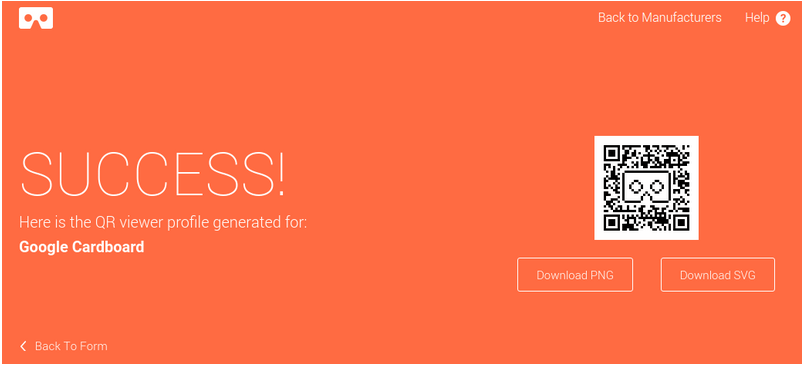 Back to Manufacturers
Help ?
SUCCESS!
Here is the QR viewer profile generated for:
Google Cardboard
Download PNG
Download SVG
Back To Form